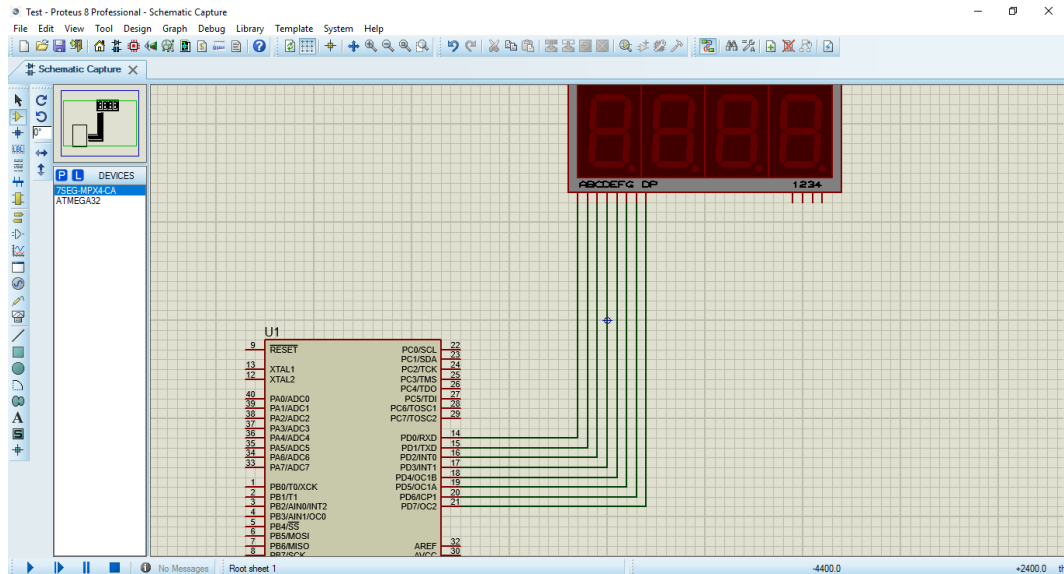 Test - Proteus 8 Professional - Schematic Capture
File Edit View Tool Design Graph Debug Library Template System Help
Schematic Capture
0°
P L DEVICES
7SEG-MPX4-CA
ATMEGA32
ABCDEFG DP
1234
U1
9 RESET
13 XTAL1
12 XTAL2
40 PA0/ADC0
39 PA1/ADC1
38 PA2/ADC2
37 PA3/ADC3
36 PA4/ADC4
35 PA5/ADC5
34 PA6/ADC6
33 PA7/ADC7
1 PB0/T0/XCK
2 PB1/T1
3 PB2/AIN0/INT2
4 PB3/AIN1/OC0
5 PB4/SS
6 PB5/MOSI
7 PB6/MISO
8 PB7/SCK
PC0/SCL 22
PC1/SDA 23
PC2/TCK 24
PC3/TMS 25
PC4/TDO 26
PC5/TDI 27
PC6/TOSC1 28
PC7/TOSC2 29
PD0/RXD 14
PD1/TXD 15
PD2/INT0 16
PD3/INT1 17
PD4/OC1B 18
PD5/OC1A 19
PD6/ICP1 20
PD7/OC2 21
AREF 32
AVCC 30
No Messages
Root sheet 1
-4400.0
+2400.0